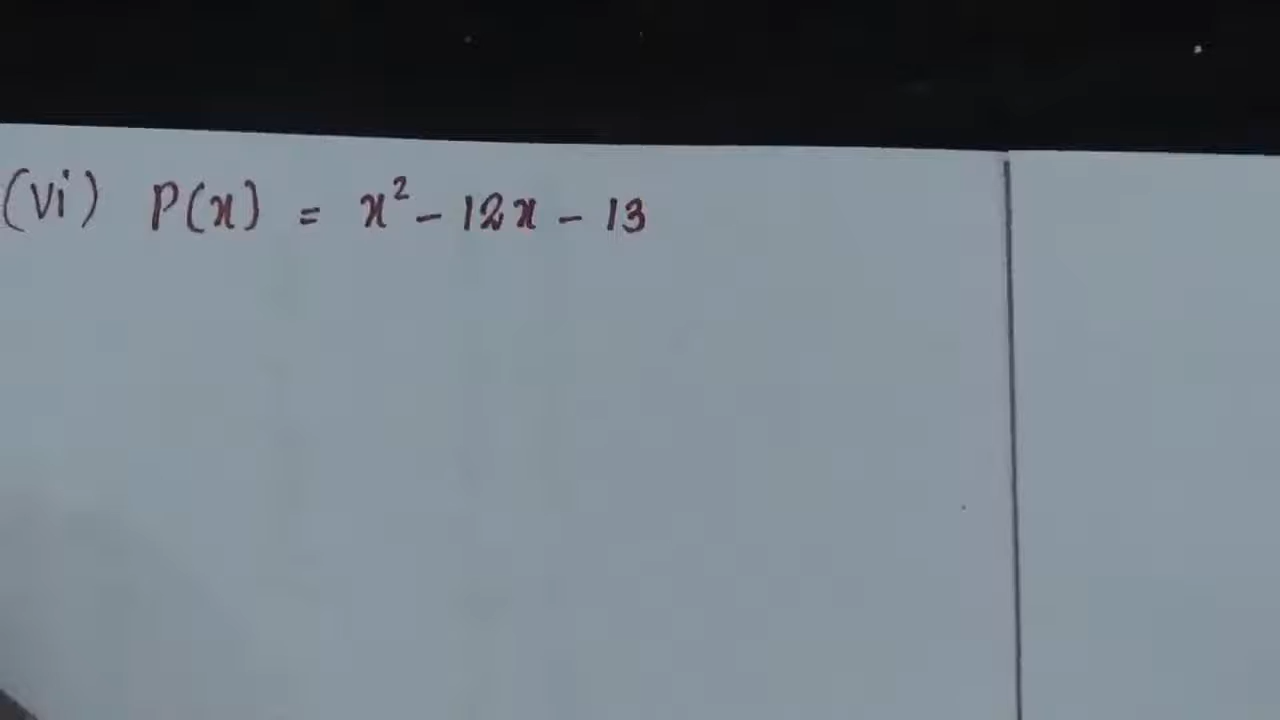 (vi) P(x) = x² - 12x - 13